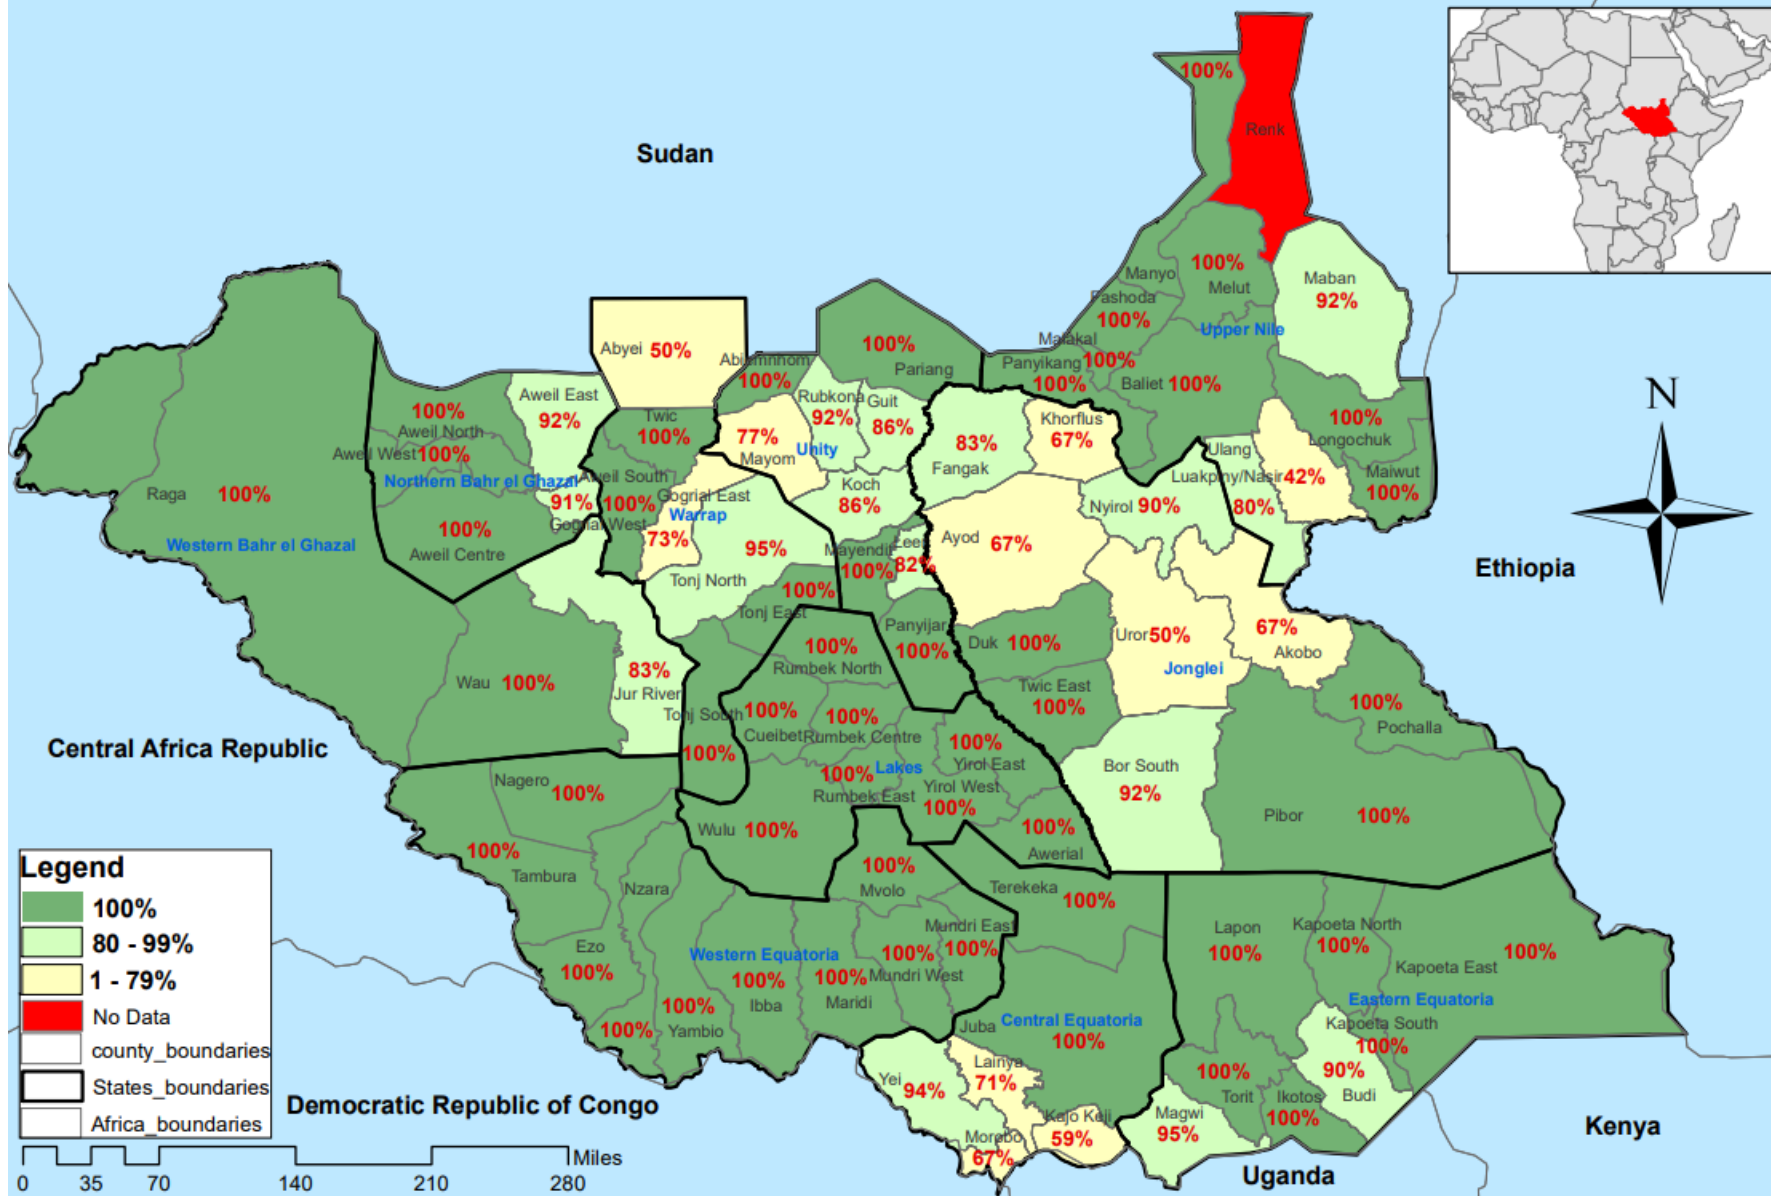 100%
Renk
Sudan
Manyo
100%
Melut
Maban
92%
Fashoda
100%
Upper Nile
Malakal
100%
Panyikang
100%
Baliet 100%
Abyei 50%
Abiemnhom
100%
100%
Pariang
Rubkona
92%
Guit
86%
77%
Mayom
Unity
Aweil East
92%
100%
Aweil North
Aweil West 100%
Northern Bahr el Ghazal
Aweil South
91%
100%
Aweil Centre
Twic
100%
Gogrial East
Gogrial West
100%
Warrap
73%
95%
Tonj North
Koch
86%
Mayendit
100%
Leer
82%
83%
Fangak
Khorflus
67%
Ayod 67%
Nyirol 90%
Ulang
Luakpiny/Nasir
80%
42%
100%
Longochuk
Maiwut
100%
N
Ethiopia
Raga 100%
Western Bahr el Ghazal
Wau 100%
83%
Jur River
100%
Tonj East
Tonj South
100%
100%
Rumbek North
Panyijar
100%
Duk 100%
Twic East
100%
Uror 50%
67%
Akobo
Jonglei
100%
Pochalla
100%
Cueibet
100%
Rumbek Centre
100%
Rumbek East
Lakes
100%
Yirol East
Yirol West
100%
100%
Awerial
Wulu 100%
Bor South
92%
Pibor 100%
Central Africa Republic
Nagero
100%
100%
Tambura
Nzara
Ezo
100%
100%
100%
Yambio
Western Equatoria
100%
Ibba
100%
Maridi
100%
Mvolo
Mundri East
100%
100%
Mundri West
Terekeka
100%
Juba
Central Equatoria
100%
Lapon
100%
Kapoeta North
100%
100%
Kapoeta East
Eastern Equatoria
Kapoeta South
100%
90%
Budi
100%
Torit
Ikotos
100%
Magwi
95%
Lainya
71%
Yei
94%
Morobo
67%
Kajo Keji
59%
Democratic Republic of Congo
Uganda
Kenya
Legend
100%
80 - 99%
1 - 79%
No Data
county_boundaries
States_boundaries
Africa_boundaries
Miles
0 35 70 140 210 280